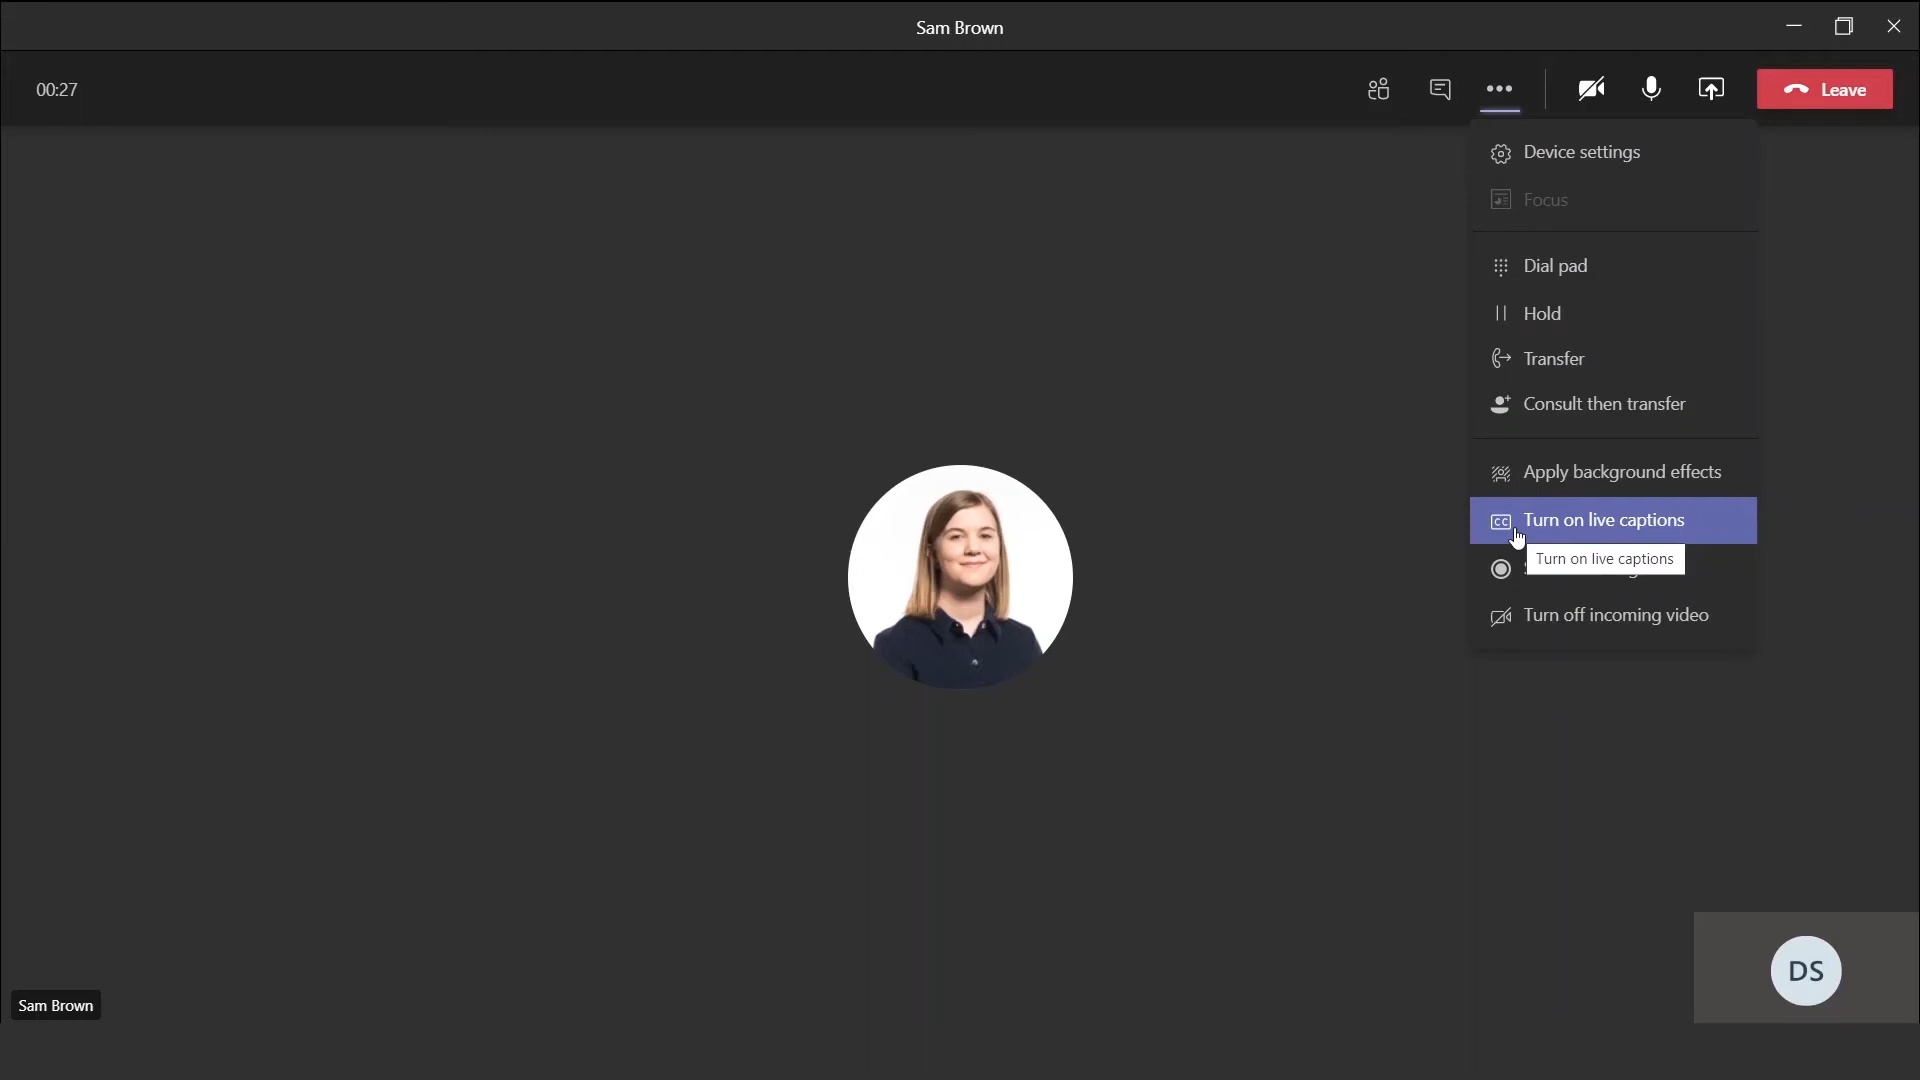 Sam Brown
00:27
Leave
Device settings
Focus
Dial pad
Hold
Transfer
Consult then transfer
Apply background effects
CC Turn on live captions
Turn on live captions
Turn off incoming video
DS
Sam Brown